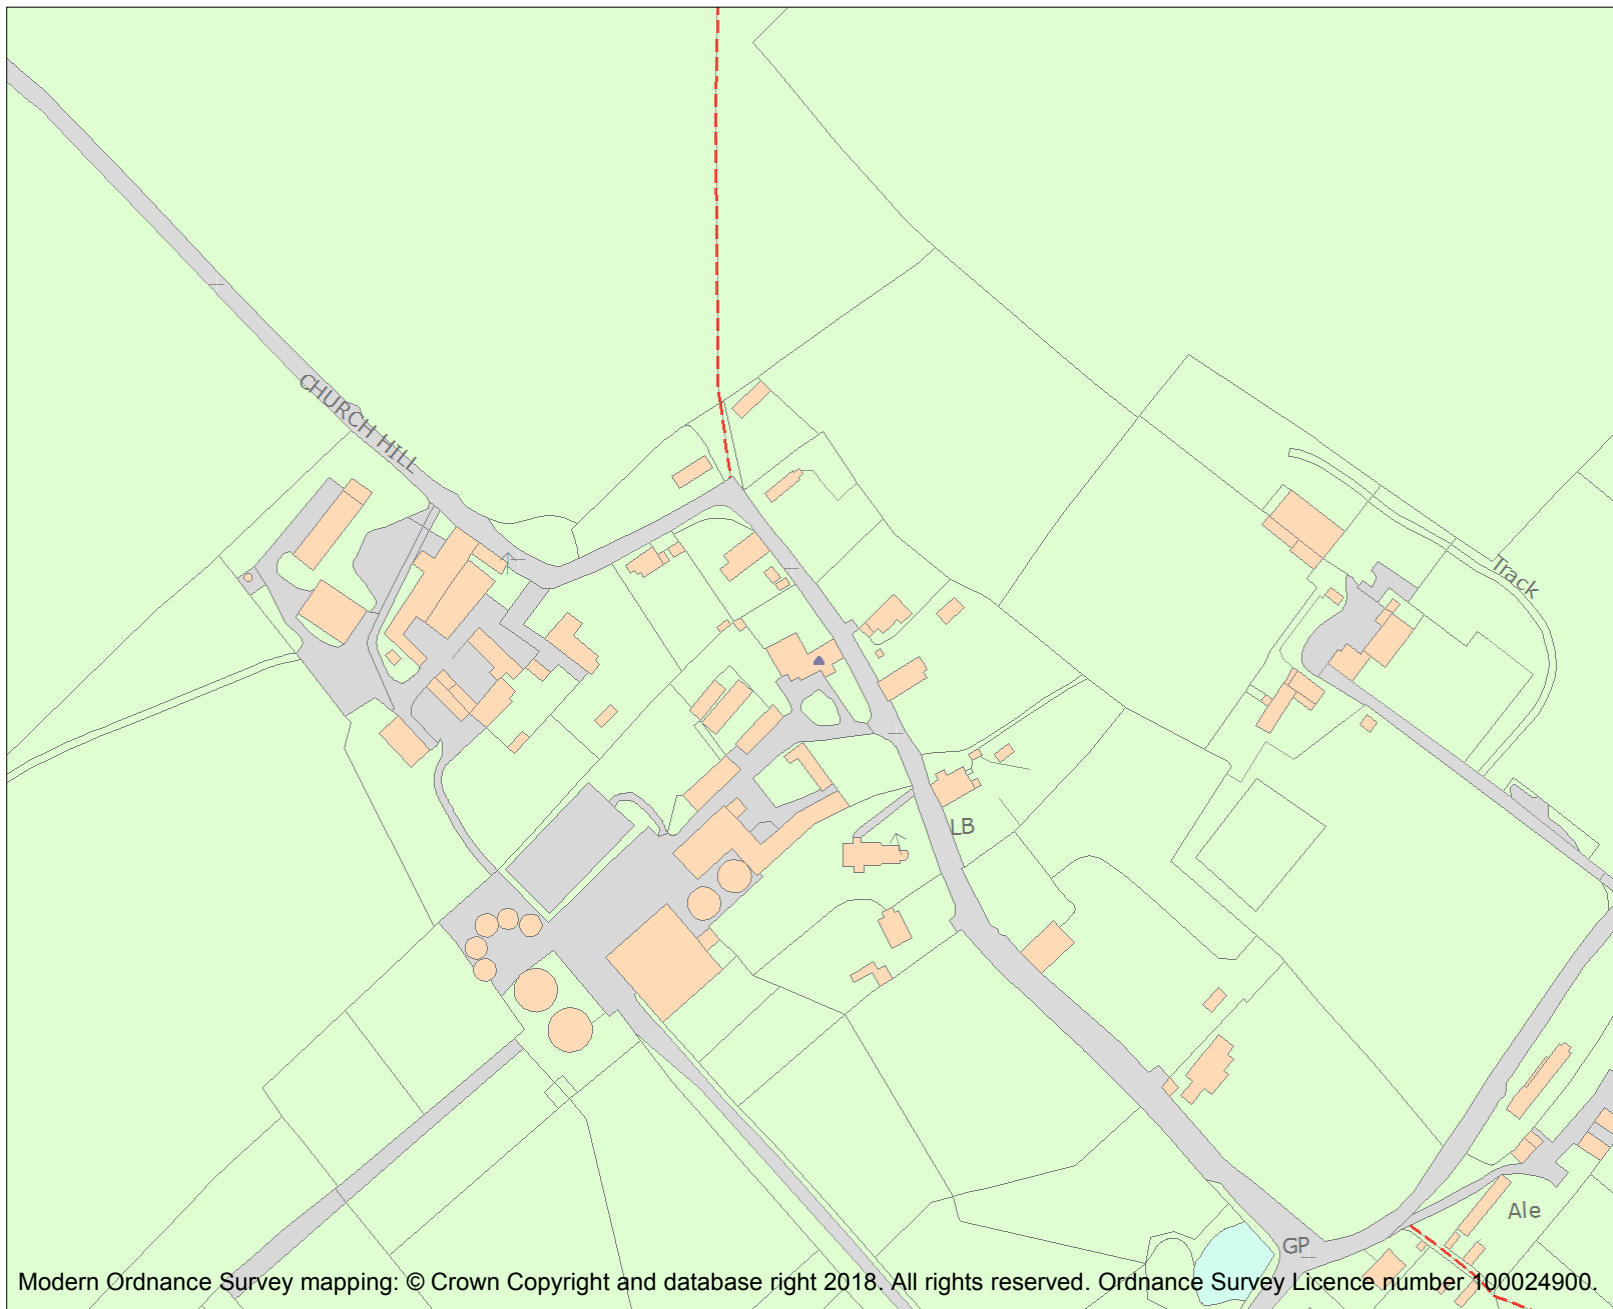 CHURCH HILL
Track
LB
Ale
GP
Modern Ordnance Survey mapping: © Crown Copyright and database right 2018. All rights reserved. Ordnance Survey Licence number 100024900.